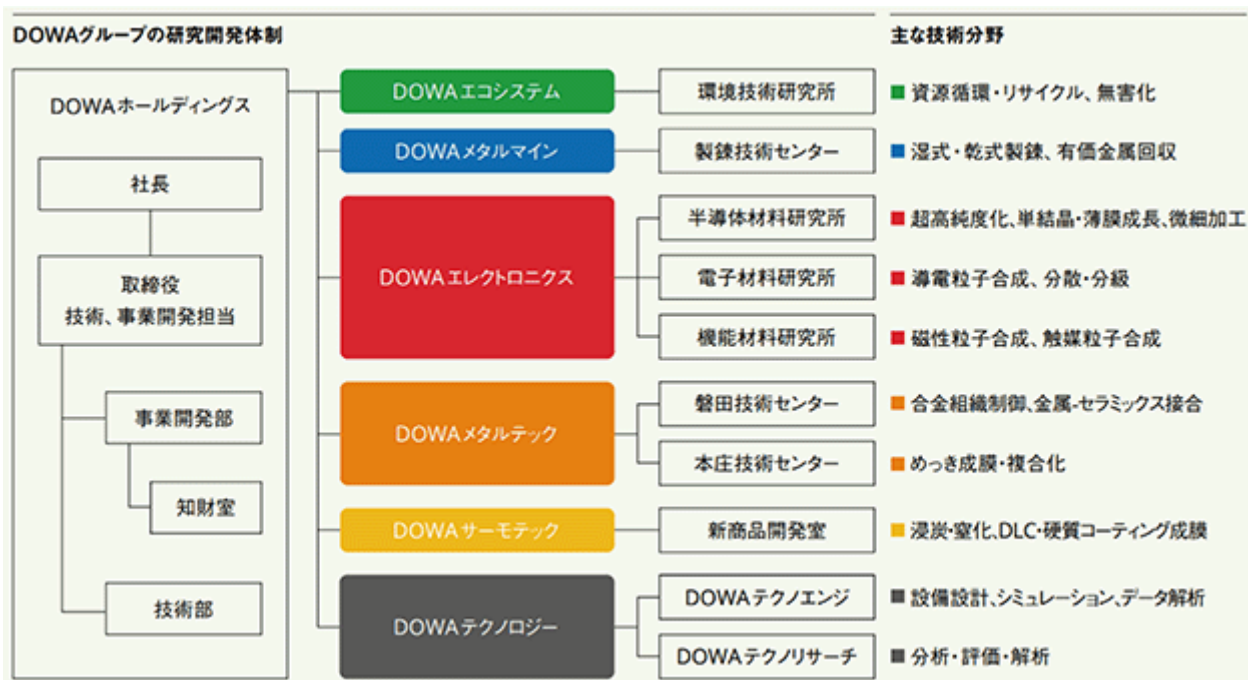 DOWAグループの研究開発体制
主な技術分野
DOWAホールディングス
社長
取締役
技術、事業開発担当
事業開発部
知財室
技術部
DOWAエコシステム
環境技術研究所
■ 資源循環・リサイクル、無害化
DOWAメタルマイン
製錬技術センター
■ 湿式・乾式製錬、有価金属回収
DOWAエレクトロニクス
半導体材料研究所
■ 超高純度化、単結晶・薄膜成長、微細加工
電子材料研究所
■ 導電粒子合成、分散・分級
機能材料研究所
■ 磁性粒子合成、触媒粒子合成
DOWAメタルテック
磐田技術センター
■ 合金組織制御、金属-セラミックス接合
本庄技術センター
■ めっき成膜・複合化
DOWAサーモテック
新商品開発室
■ 浸炭・窒化、DLC・硬質コーティング成膜
DOWAテクノロジー
DOWAテクノエンジ
■ 設備設計、シミュレーション、データ解析
DOWAテクノリサーチ
■ 分析・評価・解析